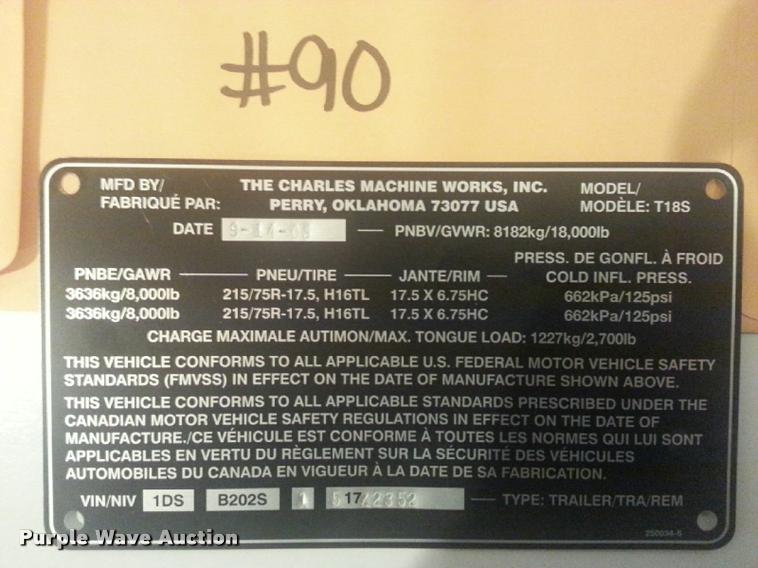 #90
MFD BY/ THE CHARLES MACHINE WORKS, INC. MODEL/
FABRIQUÉ PAR: PERRY, OKLAHOMA 73077 USA MODÈLE: T18S
DATE PNBV/GVWR: 8182kg/18,000lb
PRESS. DE GONFL. À FROID
PNBE/GAWR PNEU/TIRE JANTE/RIM COLD INFL. PRESS.
3636kg/8,000lb 215/75R-17.5, H16TL 17.5 X 6.75HC 662kPa/125psi
3636kg/8,000lb 215/75R-17.5, H16TL 17.5 X 6.75HC 662kPa/125psi
CHARGE MAXIMALE AUTIMON/MAX. TONGUE LOAD: 1227kg/2,700lb
THIS VEHICLE CONFORMS TO ALL APPLICABLE U.S. FEDERAL MOTOR VEHICLE SAFETY
STANDARDS (FMVSS) IN EFFECT ON THE DATE OF MANUFACTURE SHOWN ABOVE.
THIS VEHICLE CONFORMS TO ALL APPLICABLE STANDARDS PRESCRIBED UNDER THE
CANADIAN MOTOR VEHICLE SAFETY REGULATIONS IN EFFECT ON THE DATE OF
MANUFACTURE./CE VÉHICULE EST CONFORME À TOUTES LES NORMES QUI LUI SONT
APPLICABLES EN VERTU DU RÈGLEMENT SUR LA SÉCURITÉ DES VÉHICULES
AUTOMOBILES DU CANADA EN VIGUEUR À LA DATE DE SA FABRICATION.
VIN/NIV 1DS B202S TYPE: TRAILER/TRA/REM
Purple Wave Auction